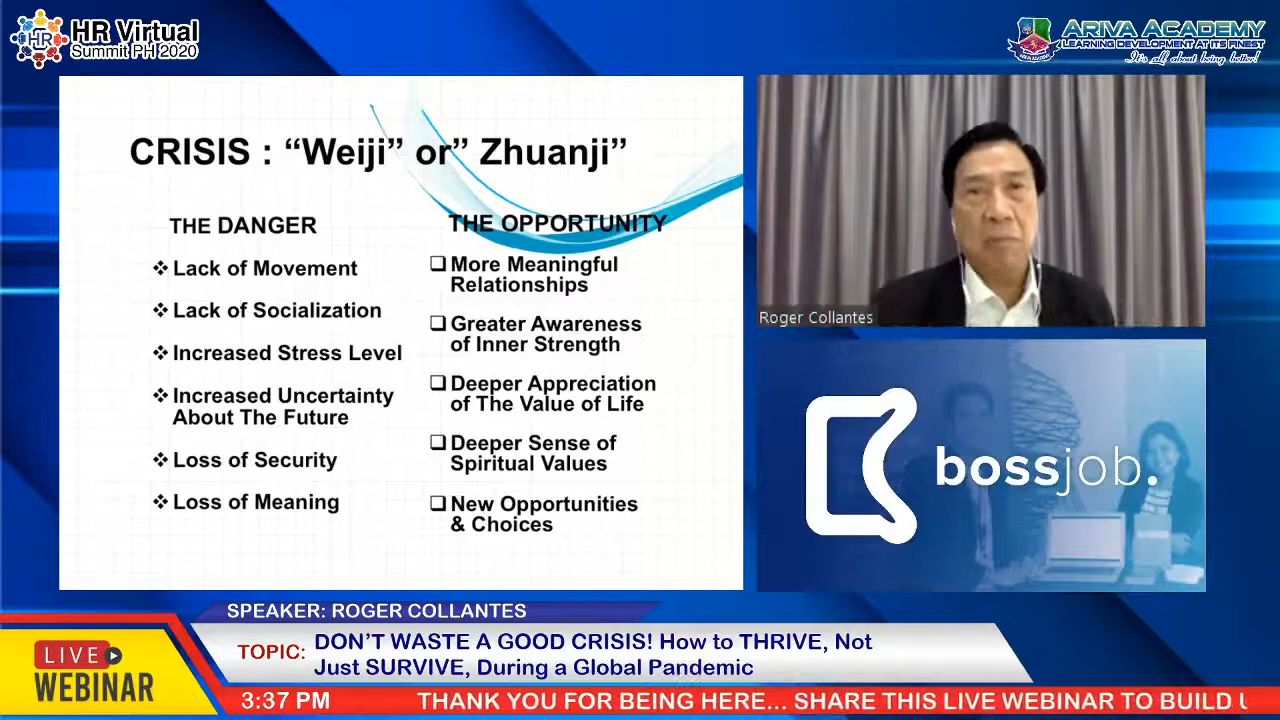 HR Virtual
Summit PH 2020
HR
ARIVA ACADEMY
LEARNING DEVELOPMENT AT ITS FINEST
It's all about being better!
CRISIS : “Weiji” or” Zhuanji”
THE DANGER
❖ Lack of Movement
❖ Lack of Socialization
❖ Increased Stress Level
❖ Increased Uncertainty
About The Future
❖ Loss of Security
❖ Loss of Meaning
THE OPPORTUNITY
❑ More Meaningful
Relationships
❑ Greater Awareness
of Inner Strength
❑ Deeper Appreciation
of The Value of Life
❑ Deeper Sense of
Spiritual Values
❑ New Opportunities
& Choices
Roger Collantes
bossjob.
SPEAKER: ROGER COLLANTES
TOPIC: DON’T WASTE A GOOD CRISIS! How to THRIVE, Not
Just SURVIVE, During a Global Pandemic
LIVE
WEBINAR
3:37 PM
THANK YOU FOR BEING HERE... SHARE THIS LIVE WEBINAR TO BUILD